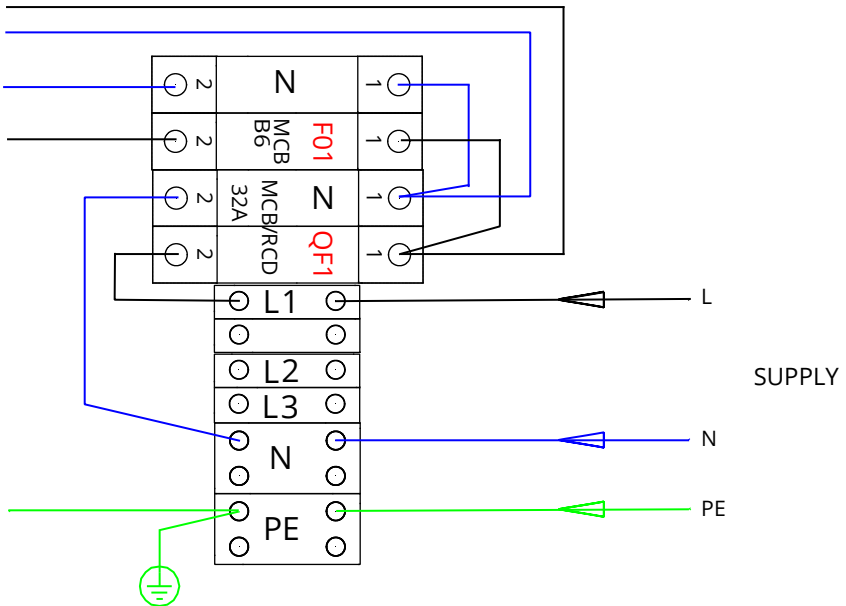 2 N 1
2 MCB B6 F01 1
2 MCB/RCD 32A N 1
2 QF1 1
L1
L
L2
SUPPLY
L3
N
N
PE
PE